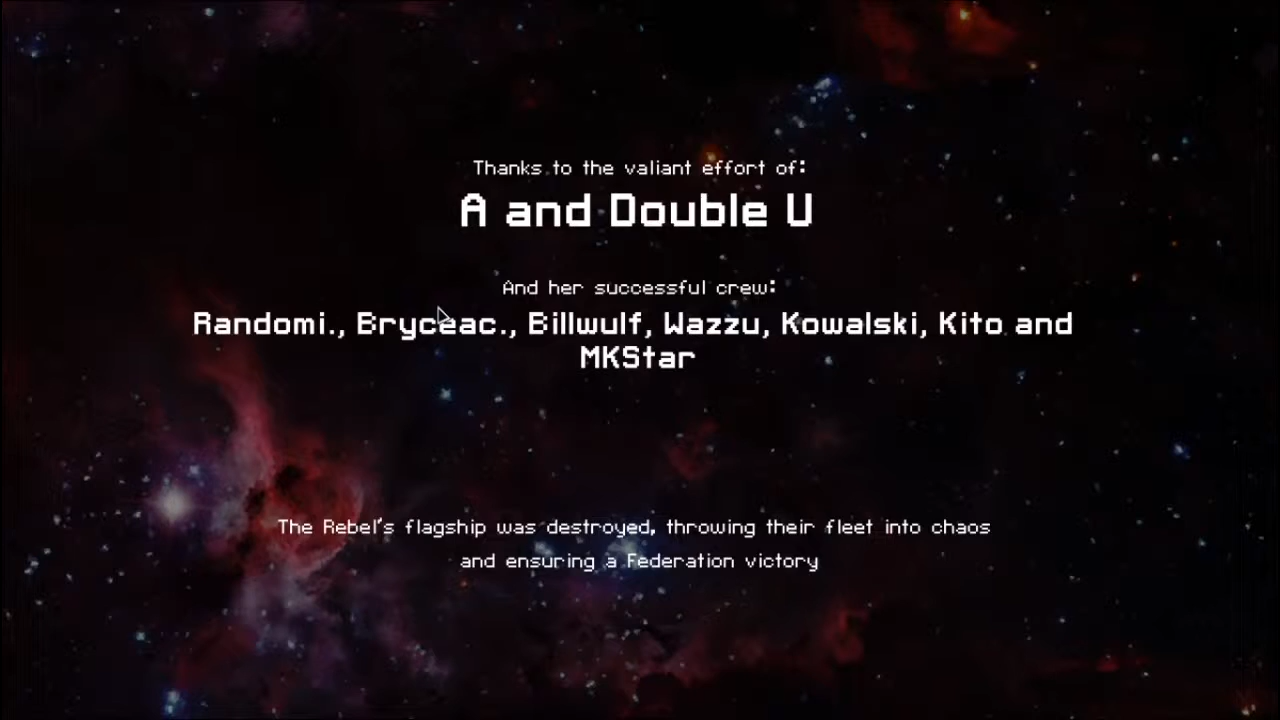 Thanks to the valiant effort of:
A and Double U
And her successful crew:
Randomi., Bryceac., Billwulf, Wazzu, Kowalski, Kito and
MKStar
The Rebel's flagship was destroyed, throwing their fleet into chaos
and ensuring a Federation victory